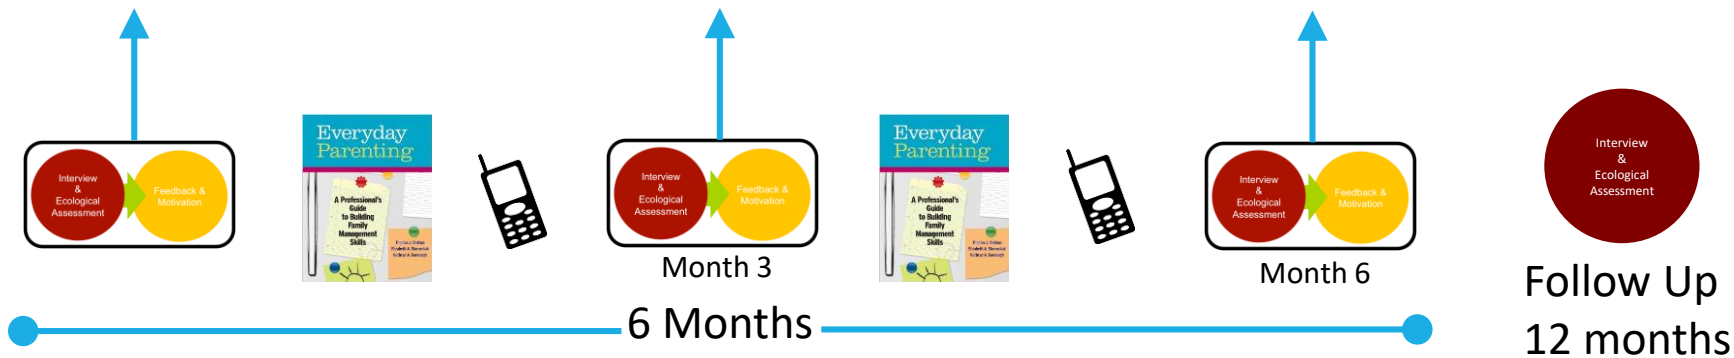 Interview
&
Ecological
Assessment
Feedback &
Motivation
Everyday
Parenting
A Professional's
Guide
to Building
Family
Management
Skills
Interview
&
Ecological
Assessment
Feedback &
Motivation
Month 3
Everyday
Parenting
A Professional's
Guide
to Building
Family
Management
Skills
Interview
&
Ecological
Assessment
Feedback &
Motivation
Month 6
Interview
&
Ecological
Assessment
Follow Up
12 months
6 Months